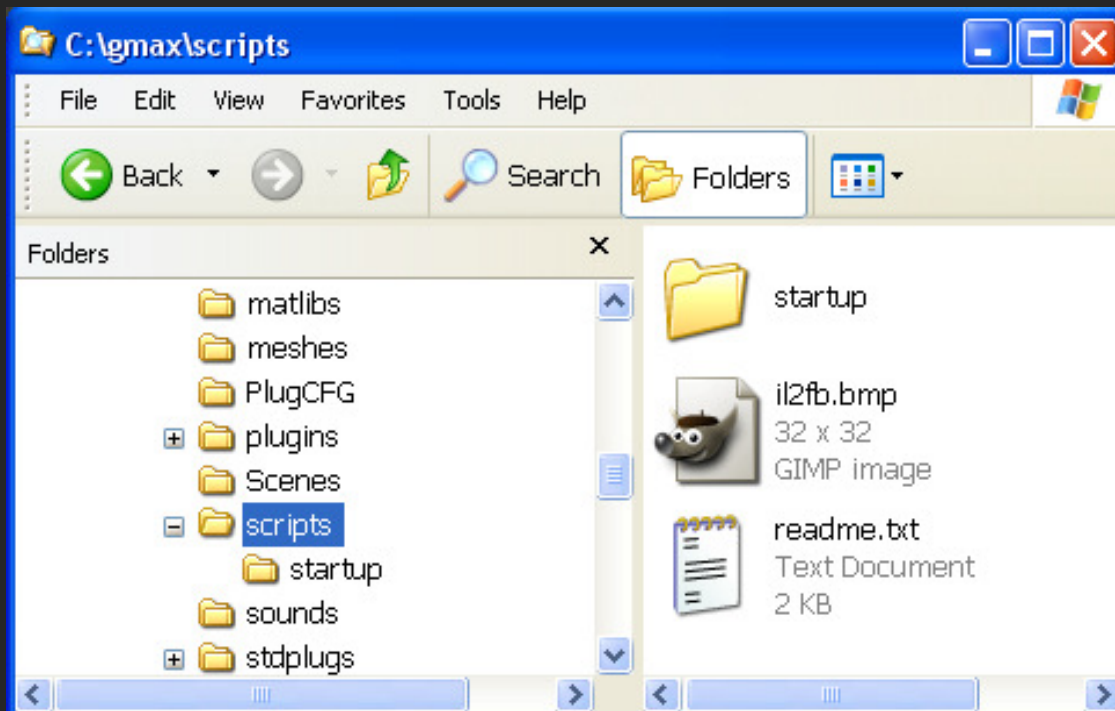 C:\gmax\scripts
File Edit View Favorites Tools Help
Back Search Folders
Folders
matlibs
meshes
PlugCFG
plugins
Scenes
scripts
startup
sounds
stdplugs
startup
il2fb.bmp
32 x 32
GIMP image
readme.txt
Text Document
2 KB